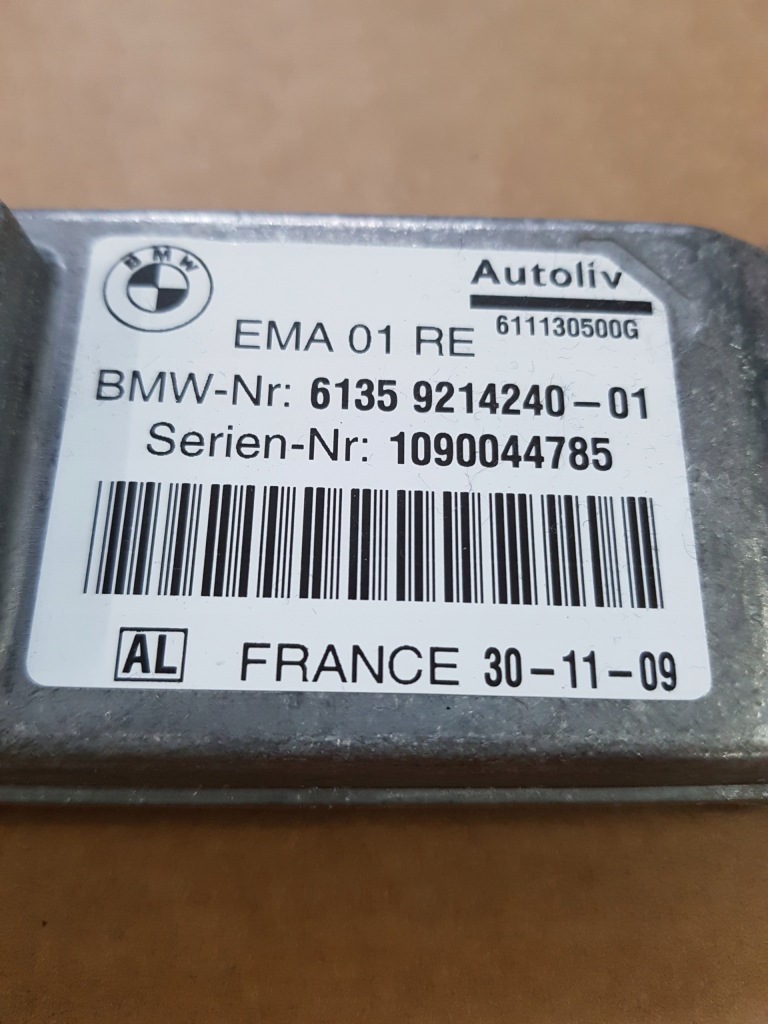 BMW
Autoliv
611130500G
EMA 01 RE
BMW-Nr: 6135 9214240-01
Serien-Nr: 1090044785
AL FRANCE 30-11-09